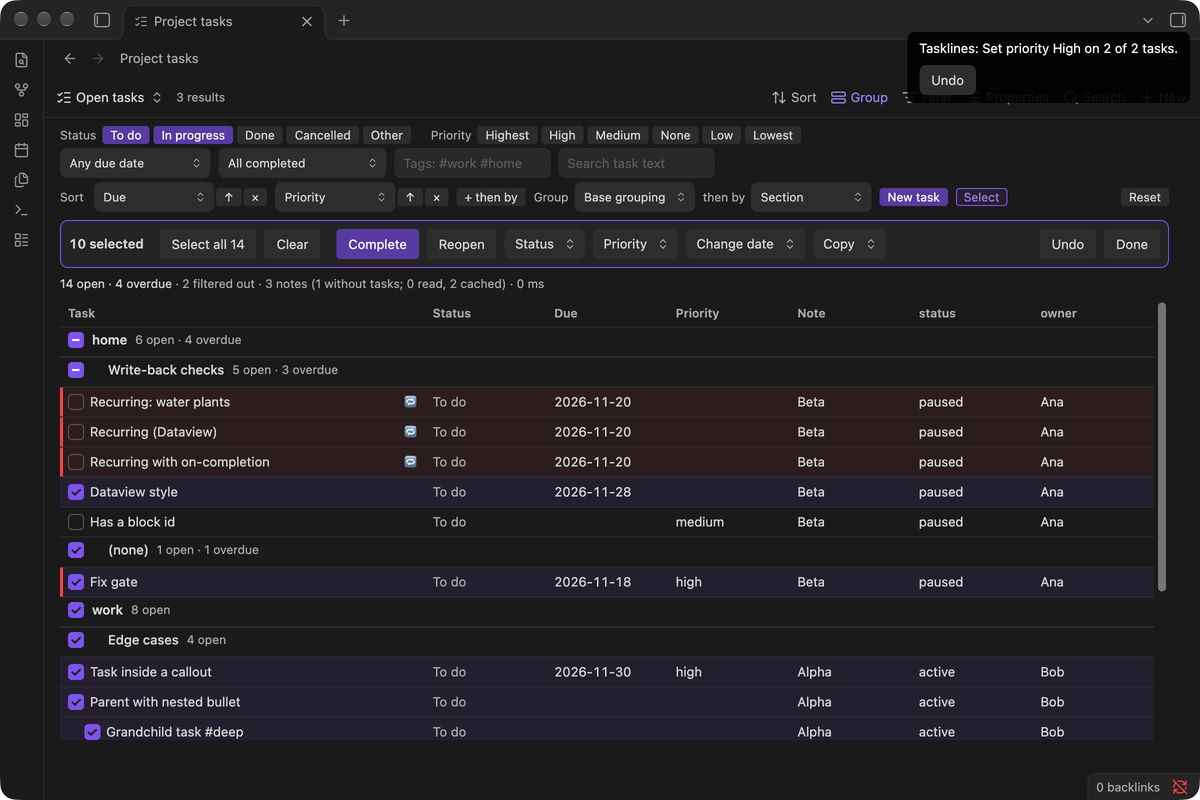 Project tasks
Project tasks
Tasklines: Set priority High on 2 of 2 tasks.
Undo
Open tasks 3 results Sort Group Filter Properties Search New
Status To do In progress Done Cancelled Other Priority Highest High Medium None Low Lowest
Any due date All completed Tags: #work #home Search task text
Sort Due ↑ × Priority ↑ × + then by Group Base grouping then by Section New task Select Reset
10 selected Select all 14 Clear Complete Reopen Status Priority Change date Copy Undo Done
14 open · 4 overdue · 2 filtered out · 3 notes (1 without tasks; 0 read, 2 cached) · 0 ms
Task Status Due Priority Note status owner
home 6 open · 4 overdue
Write-back checks 5 open · 3 overdue
Recurring: water plants To do 2026-11-20 Beta paused Ana
Recurring (Dataview) To do 2026-11-20 Beta paused Ana
Recurring with on-completion To do 2026-11-20 Beta paused Ana
Dataview style To do 2026-11-28 Beta paused Ana
Has a block id To do medium Beta paused Ana
(none) 1 open · 1 overdue
Fix gate To do 2026-11-18 high Beta paused Ana
work 8 open
Edge cases 4 open
Task inside a callout To do 2026-11-30 high Alpha active Bob
Parent with nested bullet To do Alpha active Bob
Grandchild task #deep To do Alpha active Bob
0 backlinks